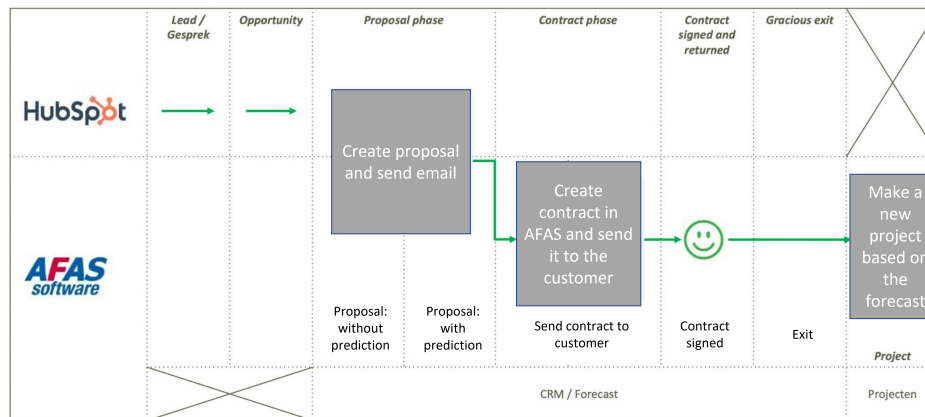 Lead /
Gesprek
Opportunity
Proposal phase
Contract phase
Contract
signed and
returned
Gracious exit
HubSpot
Create proposal
and send email
AFAS
software
Create
contract in
AFAS and send
it to the
customer
Make a
new
project
based on
the
forecast
Proposal:
without
prediction
Proposal:
with
prediction
Send contract to
customer
Contract
signed
Exit
Project
CRM / Forecast
Projecten